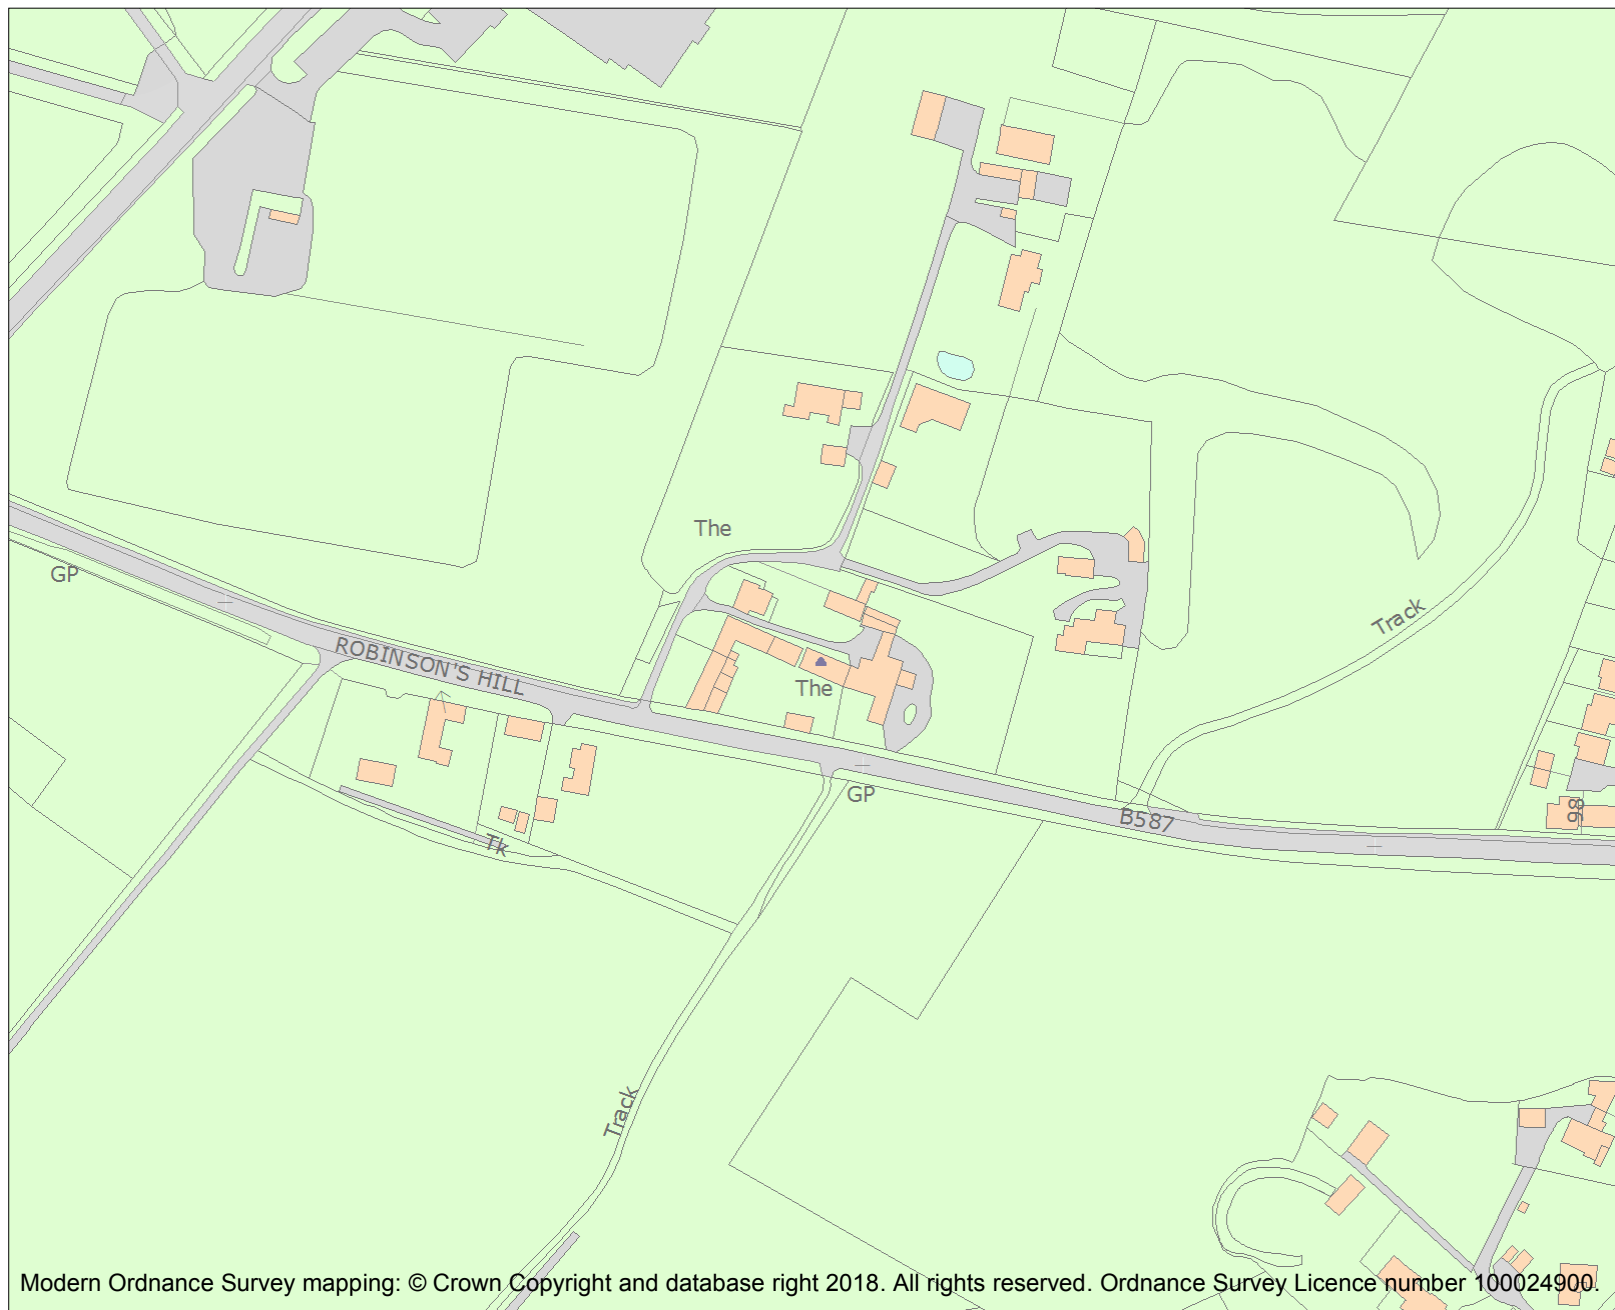 The
GP
ROBINSON'S HILL
Track
The
GP
B587
86
Tk
Track
Modern Ordnance Survey mapping: © Crown Copyright and database right 2018. All rights reserved. Ordnance Survey Licence number 100024900.